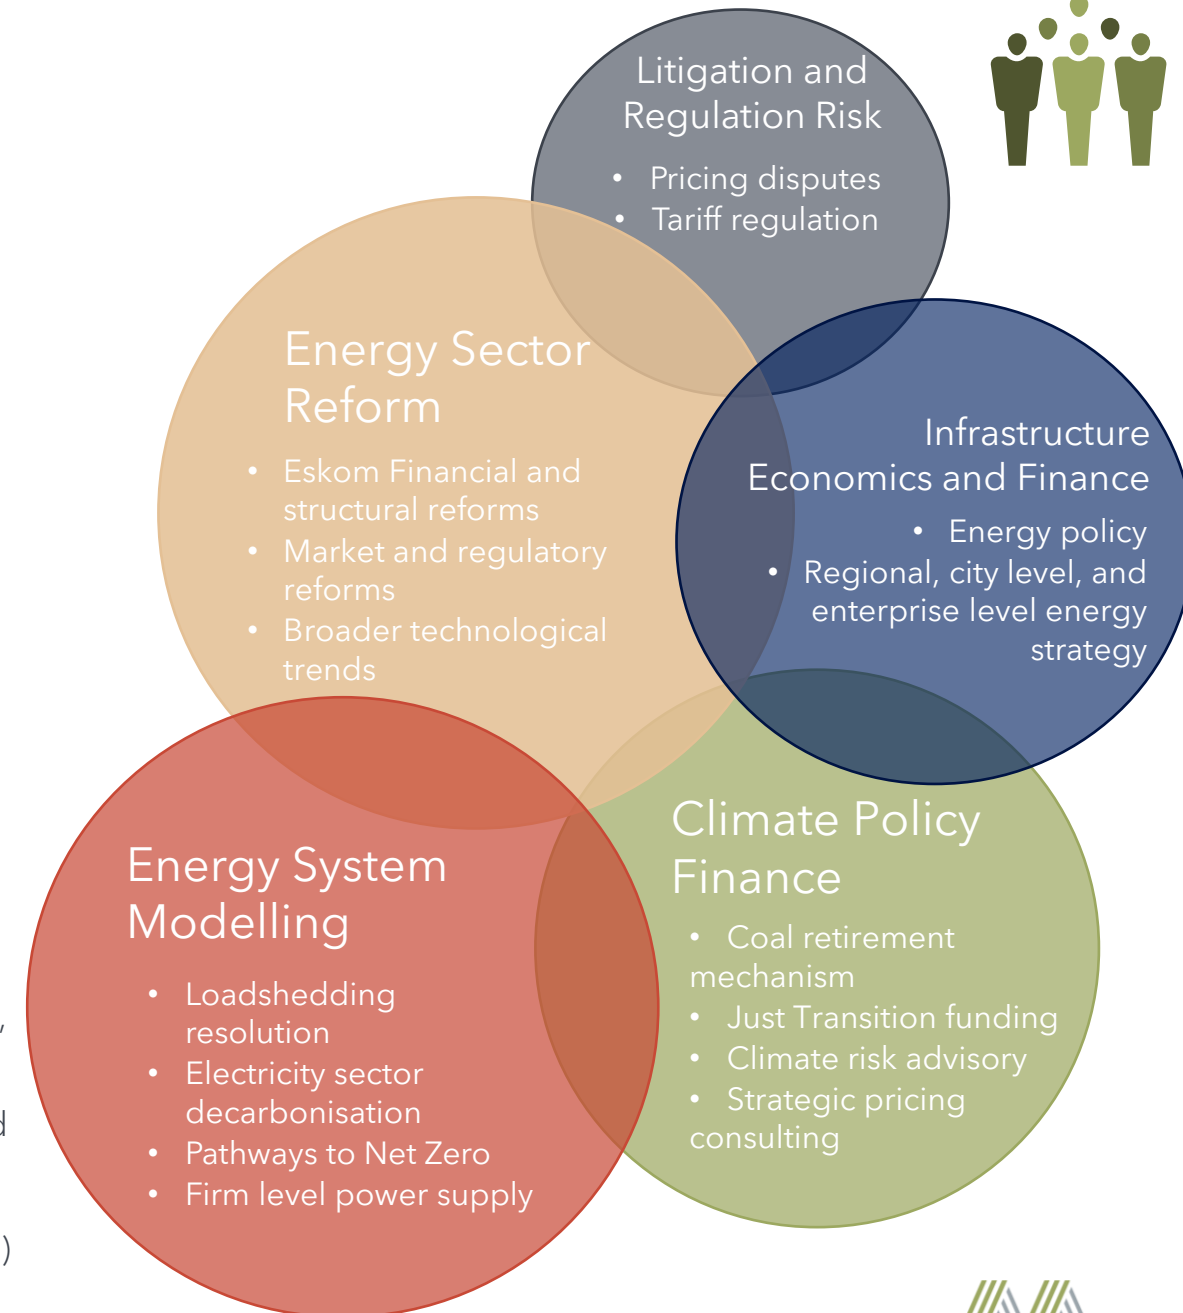 Litigation and
Regulation Risk
• Pricing disputes
• Tariff regulation
Energy Sector
Reform
• Eskom Financial and
structural reforms
• Market and regulatory
reforms
• Broader technological
trends
Infrastructure
Economics and Finance
• Energy policy
• Regional, city level, and
enterprise level energy
strategy
Climate Policy
Finance
• Coal retirement
mechanism
• Just Transition funding
• Climate risk advisory
• Strategic pricing
consulting
Energy System
Modelling
• Loadshedding
resolution
• Electricity sector
decarbonisation
• Pathways to Net Zero
• Firm level power supply